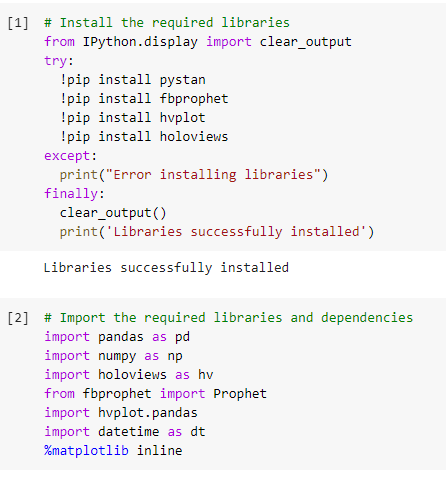 [1] # Install the required libraries
from IPython.display import clear_output
try:
  !pip install pystan
  !pip install fbprophet
  !pip install hvplot
  !pip install holoviews
except:
  print("Error installing libraries")
finally:
  clear_output()
  print('Libraries successfully installed')
Libraries successfully installed
[2] # Import the required libraries and dependencies
import pandas as pd
import numpy as np
import holoviews as hv
from fbprophet import Prophet
import hvplot.pandas
import datetime as dt
%matplotlib inline